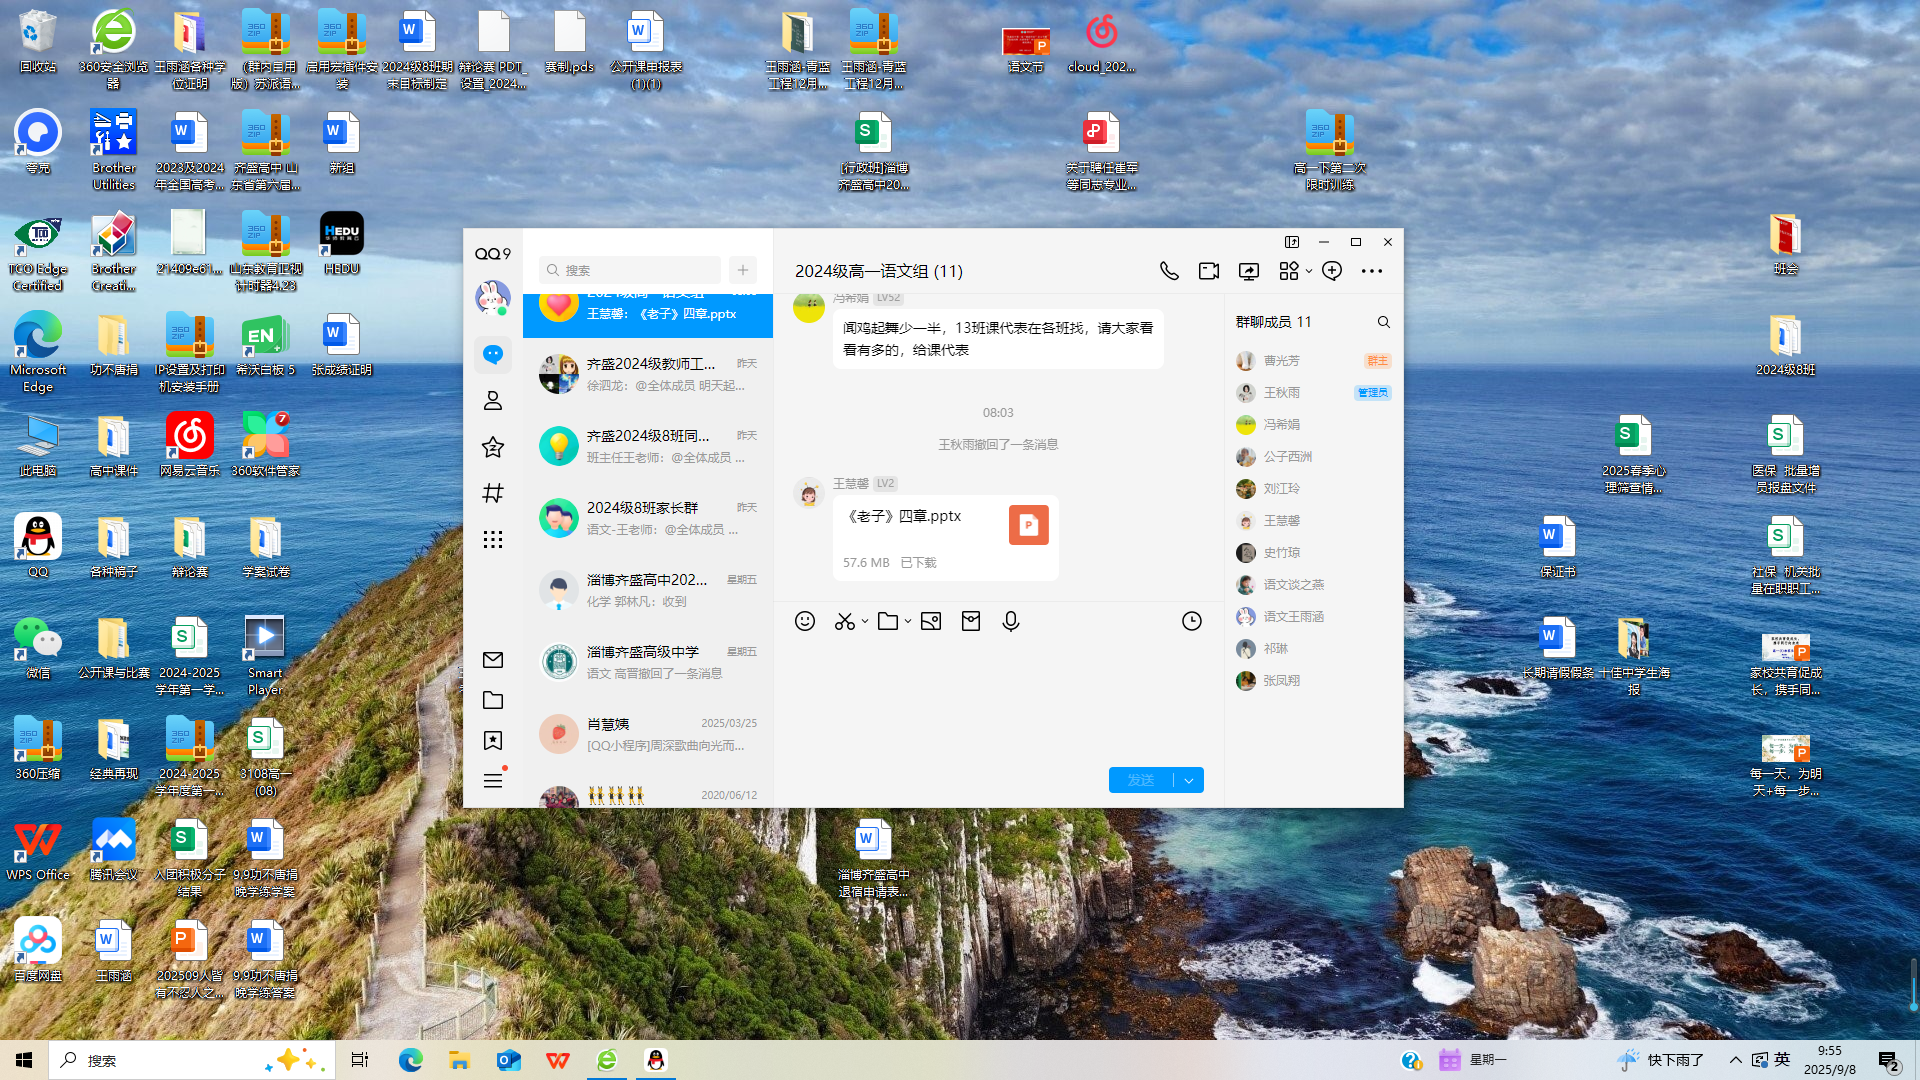 回收站
360安全浏览
器
王雨涵各种学
位证明
（群内专用
版）苏派语...
启用宏插件安
装
2024级8班期
末目标制定
辩论赛 PDT_
设置_2024...
赛制.pds
公开课申报表
(1)(1)
王雨涵-青蓝
工程12月...
王雨涵-青蓝
工程12月...
语文节
cloud_202...
夸克
Brother
Utilities
2023及2024
年全国高考...
齐盛高中 山
东省第六届...
新组
[行政班]淄博
齐盛高中20...
关于聘任崔军
等同志专业...
高一下第二次
限时训练
TCO Edge
Certified
Brother
Creati...
21409e61...
山东教育卫视
计时器4.23
HEDU
班会
Microsoft
Edge
功不唐捐
IP设置及打印
机安装手册
希沃白板 5
张成绩证明
2024级8班
此电脑
高中课件
网易云音乐
360软件管家
2025春季心
理筛查情...
医保_批量增
员报盘文件
QQ
各种稿子
辩论赛
学案试卷
保证书
社保_机关批
量在职职工...
微信
公开课与比赛
2024-2025
学年第一学...
Smart
Player
长期请假假条
十佳中学生海
报
家校共育促成
长，携手同...
360压缩
经典再现
2024-2025
学年度第一...
3108高一
(08)
每一天，为明
天+每一步...
WPS Office
腾讯会议
入团积极分子
结果
9.9功不唐捐
晚学练学案
淄博齐盛高中
退宿申请表...
百度网盘
王雨涵
202509人皆
有不忍人之...
9.9功不唐捐
晚学练答案
QQ9
搜索
王慧馨：《老子》四章.pptx
齐盛2024级教师工...
昨天
徐泗龙：@全体成员 明天起...
齐盛2024级8班同...
昨天
班主任王老师：@全体成员 ...
2024级8班家长群
昨天
语文-王老师：@全体成员 ...
淄博齐盛高中202...
星期五
化学 郭林凡：收到
淄博齐盛高级中学
星期五
语文 高晋撤回了一条消息
肖慧姨
2025/03/25
[QQ小程序]周深歌曲向光而...
2020/06/12
2024级高一语文组 (11)
冯希娟 LV52
闻鸡起舞少一半，13班课代表在各班找，请大家看
看有多的，给课代表
08:03
王秋雨撤回了一条消息
王慧馨 LV2
《老子》四章.pptx
57.6 MB 已下载
发送
群聊成员 11
曹光芳 群主
王秋雨 管理员
冯希娟
公子西洲
刘江玲
王慧馨
史竹琼
语文谈之燕
语文王雨涵
祁琳
张凤翔
搜索
星期一
快下雨了
英
9:55
2025/9/8
2